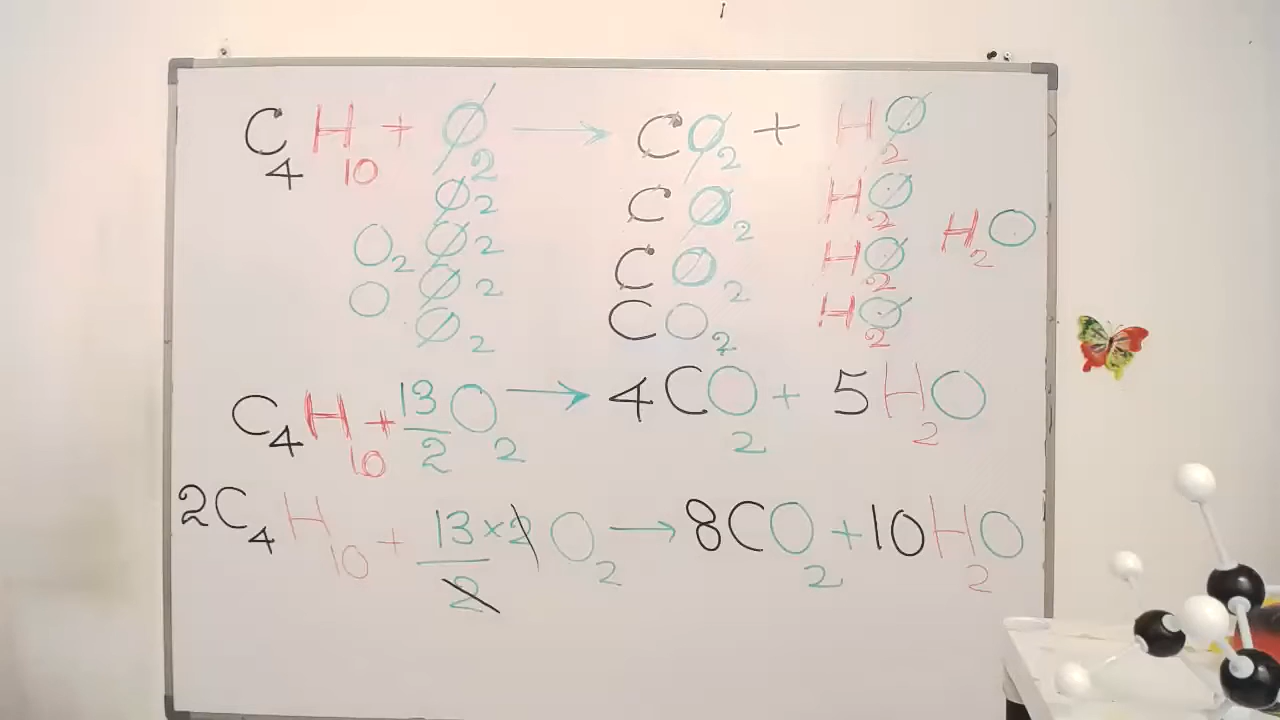 C₄H₁₀ + O₂ → CO₂ + H₂O
O₂ CO₂ H₂O
O₂ O₂ CO₂ H₂O H₂O
O O₂ CO₂ H₂O
O₂
C₄H₁₀ + 13/2 O₂ → 4CO₂ + 5H₂O
2C₄H₁₀ + 13×2/2 O₂ → 8CO₂ + 10H₂O